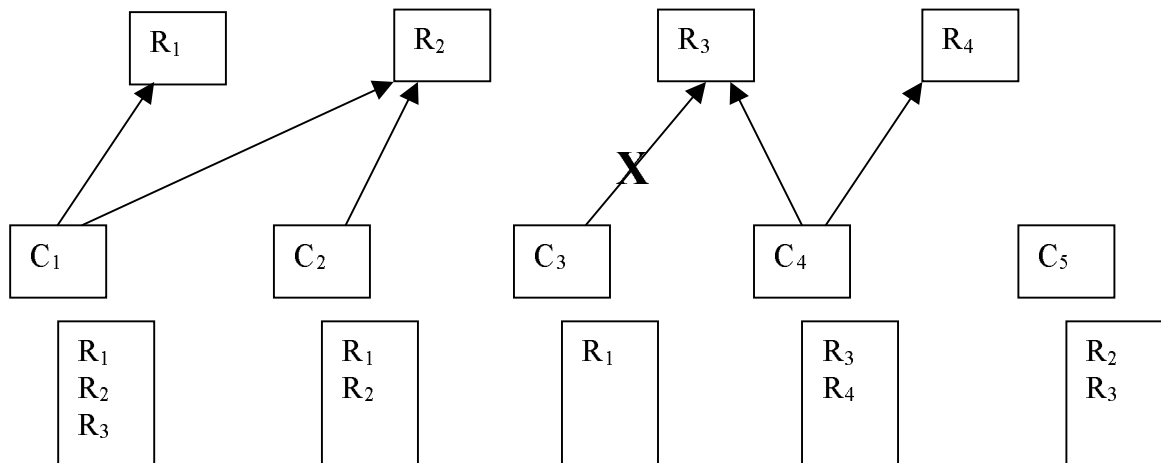 R₁ R₂ R₃ R₄
X
C₁ C₂ C₃ C₄ C₅
R₁
R₂
R₃
R₁
R₂
R₁
R₃
R₄
R₂
R₃